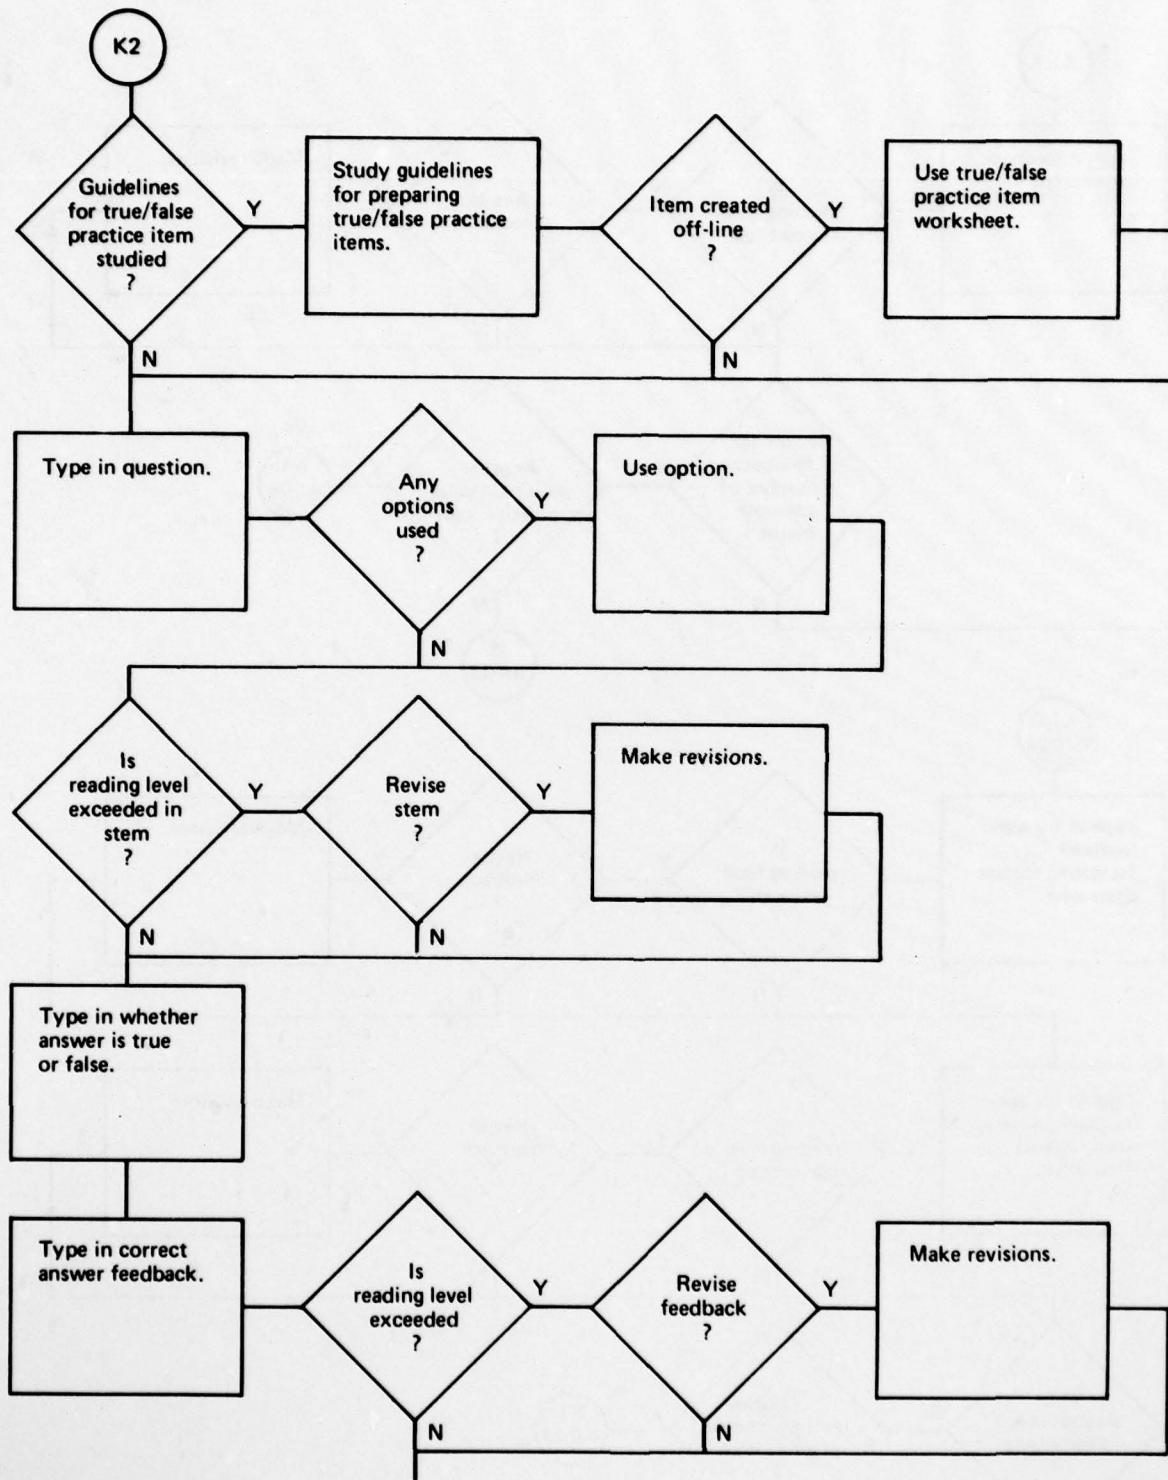 K2
Guidelines
for true/false
practice item
studied
?
Y
N
Study guidelines
for preparing
true/false practice
items.
Item created
off-line
?
Y
N
Use true/false
practice item
worksheet.
Type in question.
Any
options
used
?
Y
N
Use option.
Is
reading level
exceeded in
stem
?
Y
N
Revise
stem
?
Y
N
Make revisions.
Type in whether
answer is true
or false.
Type in correct
answer feedback.
Is
reading level
exceeded
?
Y
N
Revise
feedback
?
Y
N
Make revisions.